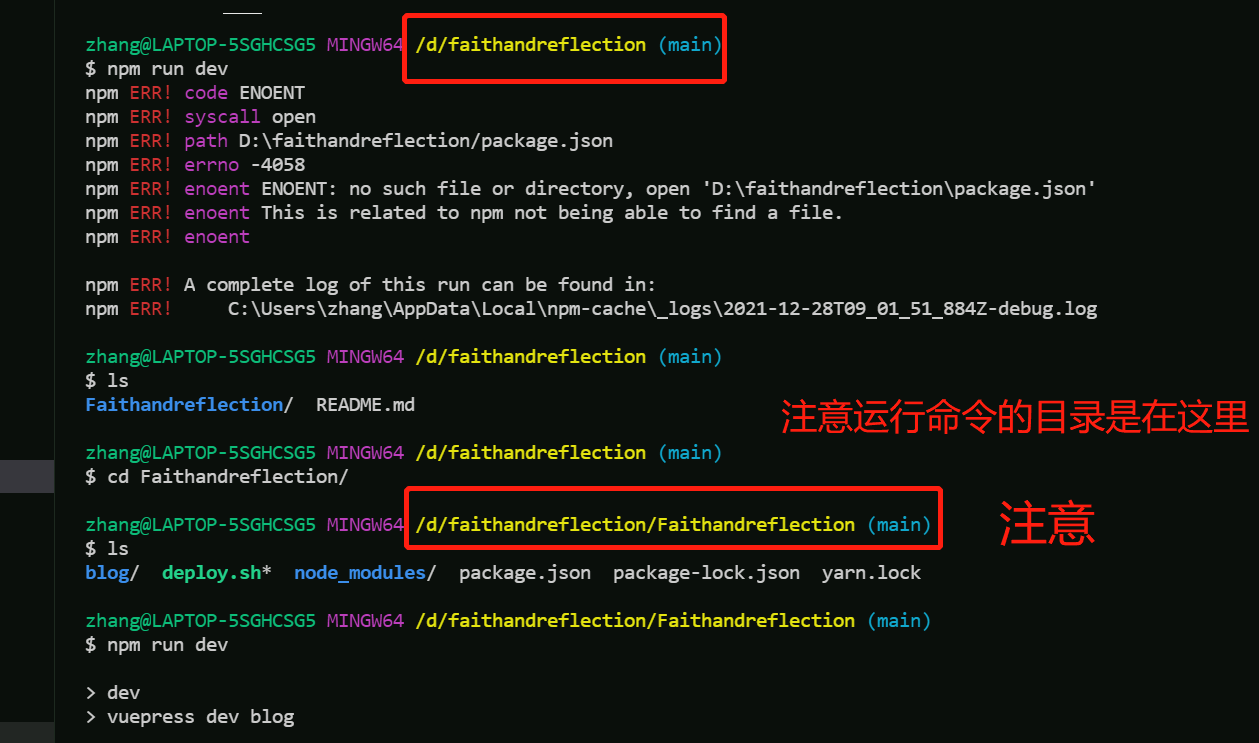 zhang@LAPTOP-5SGHCSG5 MINGW64 /d/faithandreflection (main)
$ npm run dev
npm ERR! code ENOENT
npm ERR! syscall open
npm ERR! path D:\faithandreflection/package.json
npm ERR! errno -4058
npm ERR! enoent ENOENT: no such file or directory, open 'D:\faithandreflection\package.json'
npm ERR! enoent This is related to npm not being able to find a file.
npm ERR! enoent
npm ERR! A complete log of this run can be found in:
npm ERR!     C:\Users\zhang\AppData\Local\npm-cache\_logs\2021-12-28T09_01_51_884Z-debug.log
zhang@LAPTOP-5SGHCSG5 MINGW64 /d/faithandreflection (main)
$ ls
Faithandreflection/  README.md
注意运行命令的目录是在这里
zhang@LAPTOP-5SGHCSG5 MINGW64 /d/faithandreflection (main)
$ cd Faithandreflection/
zhang@LAPTOP-5SGHCSG5 MINGW64 /d/faithandreflection/Faithandreflection (main)
注意
$ ls
blog/  deploy.sh*  node_modules/  package.json  package-lock.json  yarn.lock
zhang@LAPTOP-5SGHCSG5 MINGW64 /d/faithandreflection/Faithandreflection (main)
$ npm run dev
> dev
> vuepress dev blog